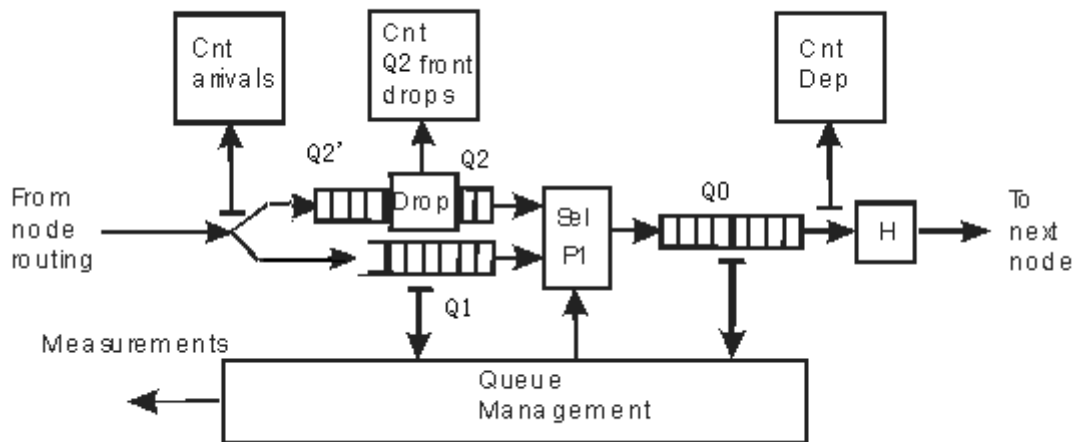 Cnt
arrivals
Cnt
Q2 front
drops
Cnt
Dep
Q2'
Q2
Drop
From
node
routing
Sel
P1
Q0
H
To
next
node
Q1
Measurements
Queue
Management